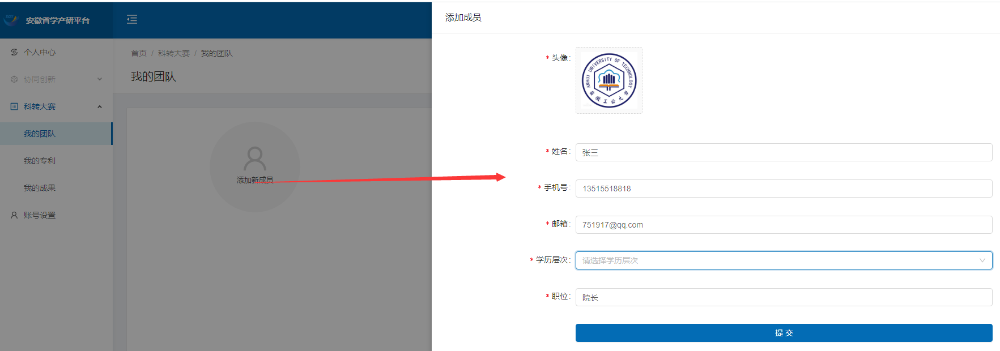 安徽省学产研平台
个人中心
协同创新
科转大赛
我的团队
我的专利
我的成果
账号设置
首页 / 科转大赛 / 我的团队
我的团队
添加新成员
添加成员
* 头像:
ANHUI UNIVERSITY OF TECHNOLOGY
安徽工业大学
* 姓名:
张三
* 手机号:
13515518818
* 邮箱:
751917@qq.com
* 学历层次:
请选择学历层次
* 职位:
院长
提 交